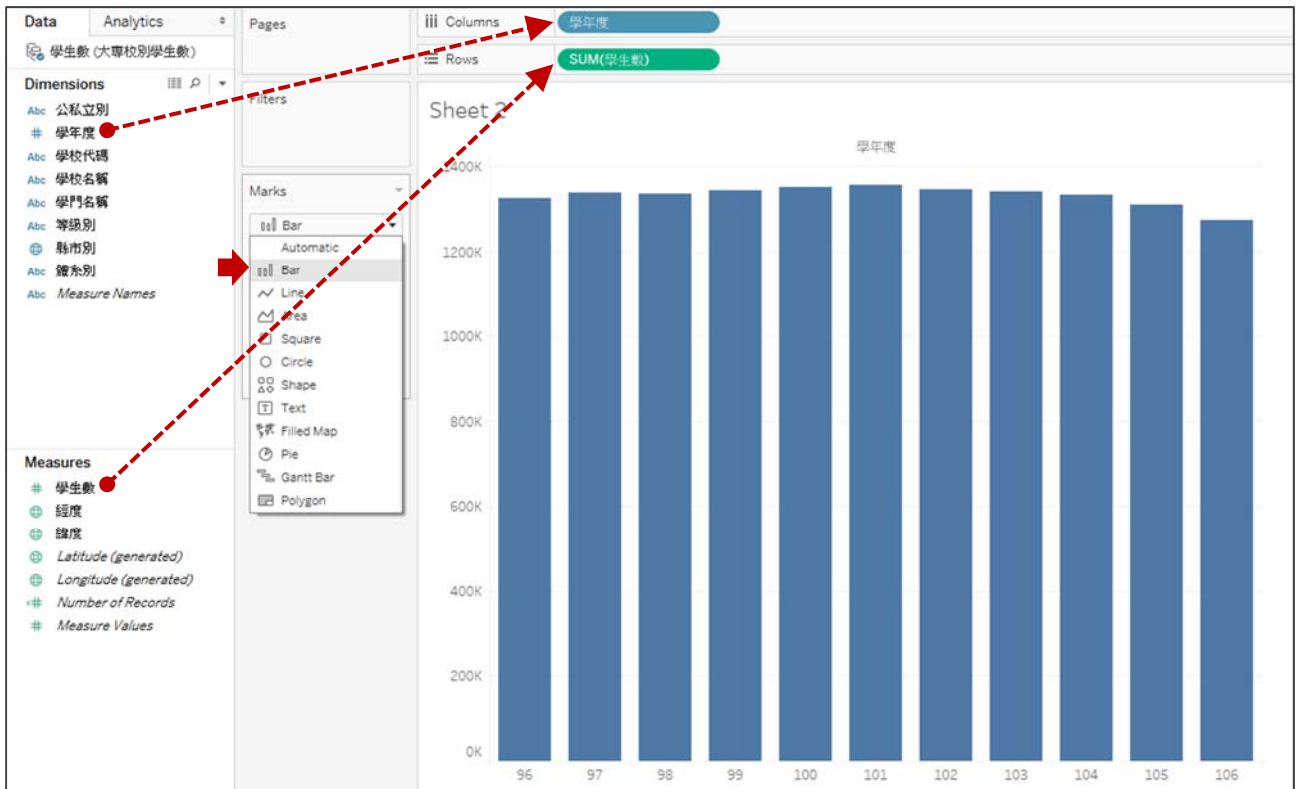 Data
Analytics
學生數 (大專校別學生數)
Dimensions
Abc 公私立別
# 學年度
Abc 學校代碼
Abc 學校名稱
Abc 學門名稱
Abc 等級別
縣市別
Abc 體系別
Abc Measure Names
Measures
# 學生數
經度
緯度
Latitude (generated)
Longitude (generated)
# Number of Records
# Measure Values
Pages
Filters
Marks
Bar
Automatic
Bar
Line
Area
Square
Circle
Shape
Text
Filled Map
Pie
Gantt Bar
Polygon
Columns
學年度
Rows
SUM(學生數)
Sheet 2
學年度
1400K
1200K
1000K
800K
600K
400K
200K
0K
96 97 98 99 100 101 102 103 104 105 106